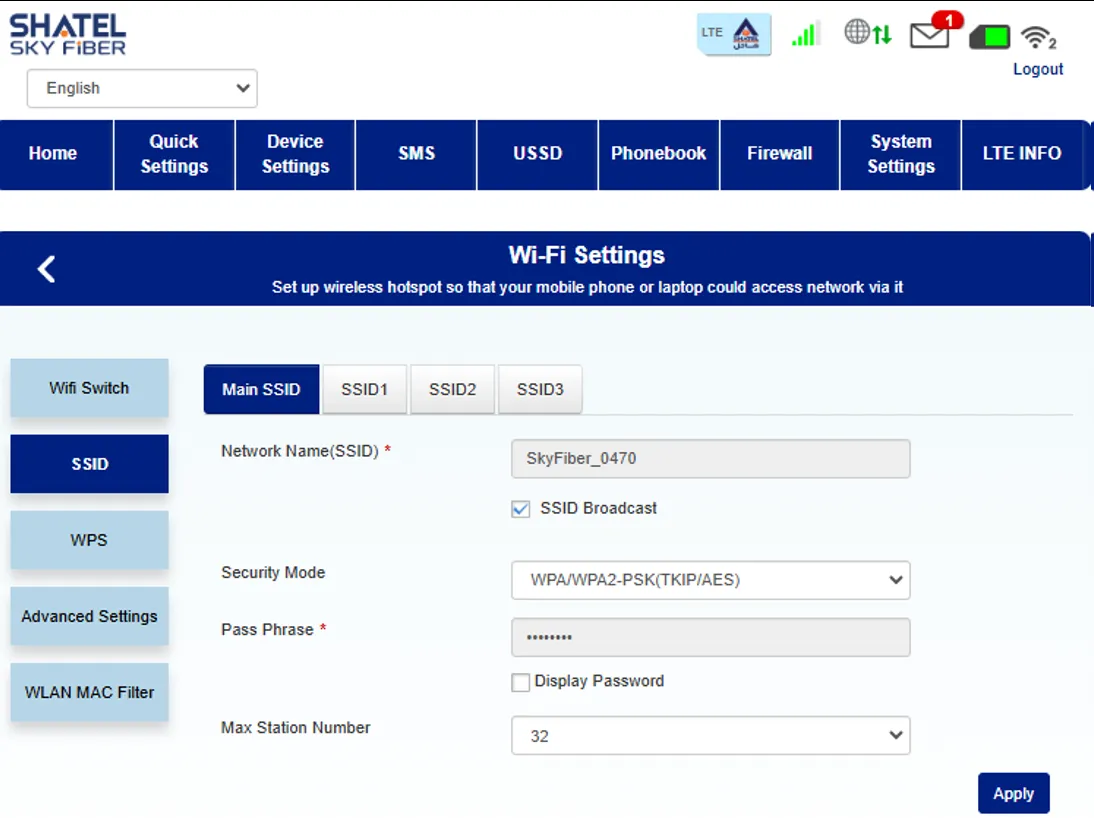 SHATEL
SKY FiBER
LTE
شاتل
1
2
Logout
English
Home
Quick Settings
Device Settings
SMS
USSD
Phonebook
Firewall
System Settings
LTE INFO
Wi-Fi Settings
Set up wireless hotspot so that your mobile phone or laptop could access network via it
Wifi Switch
SSID
WPS
Advanced Settings
WLAN MAC Filter
Main SSID
SSID1
SSID2
SSID3
Network Name(SSID) *
SkyFiber_0470
SSID Broadcast
Security Mode
WPA/WPA2-PSK(TKIP/AES)
Pass Phrase *
••••••••
Display Password
Max Station Number
32
Apply